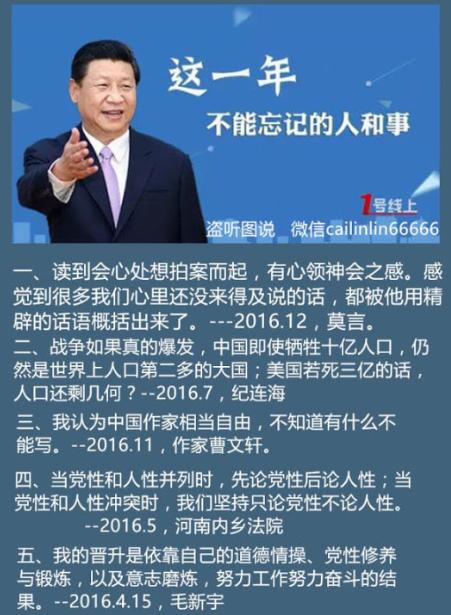 这一年
不能忘记的人和事
1号线上
盗听图说 微信cailinlin66666
一、读到会心处想拍案而起，有心领神会之感。感
觉到很多我们心里还没来得及说的话，都被他用精
辟的话语概括出来了。---2016.12，莫言。
二、战争如果真的爆发，中国即使牺牲十亿人口，仍
然是世界上人口第二多的大国；美国若死三亿的话，
人口还剩几何？--2016.7，纪连海
三、我认为中国作家相当自由，不知道有什么不
能写。--2016.11，作家曹文轩。
四、当党性和人性并列时，先论党性后论人性；当
党性和人性冲突时，我们坚持只论党性不论人性。
--2016.5，河南内乡法院
五、我的晋升是依靠自己的道德情操、党性修养
与锻炼，以及意志磨炼，努力工作努力奋斗的结
果。--2016.4.15，毛新宇